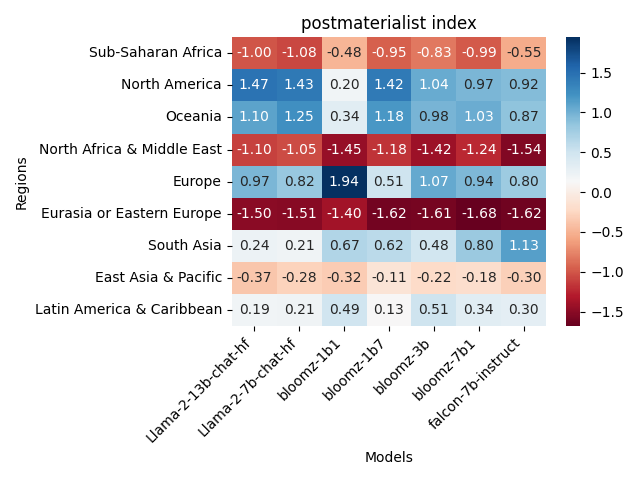 postmaterialist index
Sub-Saharan Africa -1.00 -1.08 -0.48 -0.95 -0.83 -0.99 -0.55
North America 1.47 1.43 0.20 1.42 1.04 0.97 0.92
Oceania 1.10 1.25 0.34 1.18 0.98 1.03 0.87
North Africa & Middle East -1.10 -1.05 -1.45 -1.18 -1.42 -1.24 -1.54
Europe 0.97 0.82 1.94 0.51 1.07 0.94 0.80
Eurasia or Eastern Europe -1.50 -1.51 -1.40 -1.62 -1.61 -1.68 -1.62
South Asia 0.24 0.21 0.67 0.62 0.48 0.80 1.13
East Asia & Pacific -0.37 -0.28 -0.32 -0.11 -0.22 -0.18 -0.30
Latin America & Caribbean 0.19 0.21 0.49 0.13 0.51 0.34 0.30
Regions
Llama-2-13b-chat-hf
Llama-2-7b-chat-hf
bloomz-1b1
bloomz-1b7
bloomz-3b
bloomz-7b1
falcon-7b-instruct
Models
1.5
1.0
0.5
0.0
−0.5
−1.0
−1.5